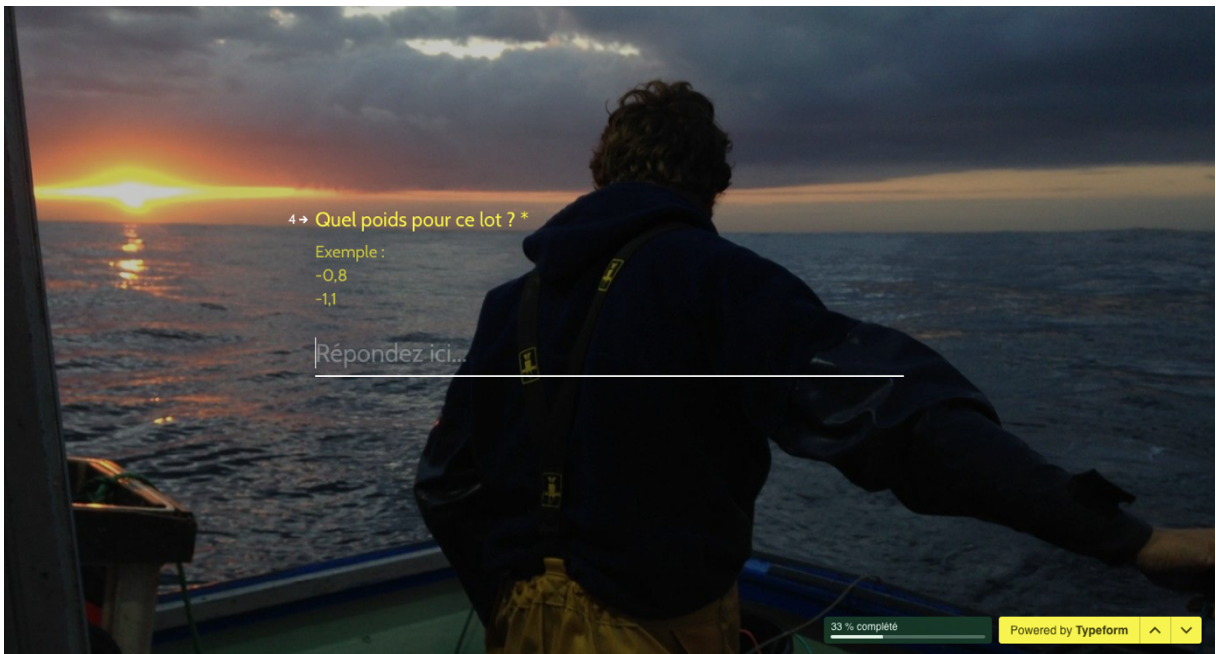 4→ Quel poids pour ce lot ? *
Exemple :
-0,8
-1,1
Répondez ici...
33 % complété
Powered by Typeform